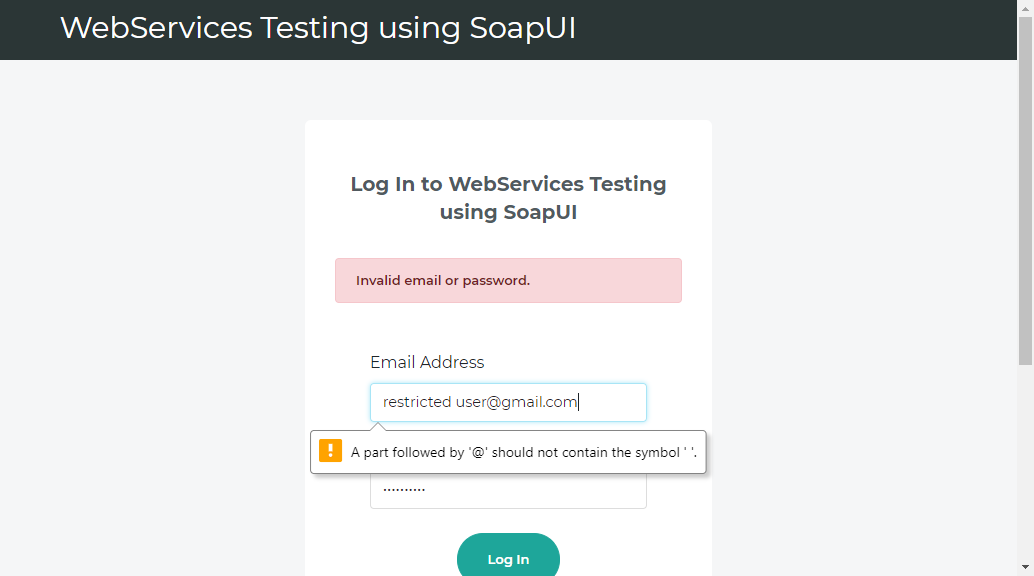 WebServices Testing using SoapUI
Log In to WebServices Testing
using SoapUI
Invalid email or password.
Email Address
restricted user@gmail.com
! A part followed by '@' should not contain the symbol ' '.
··········
Log In